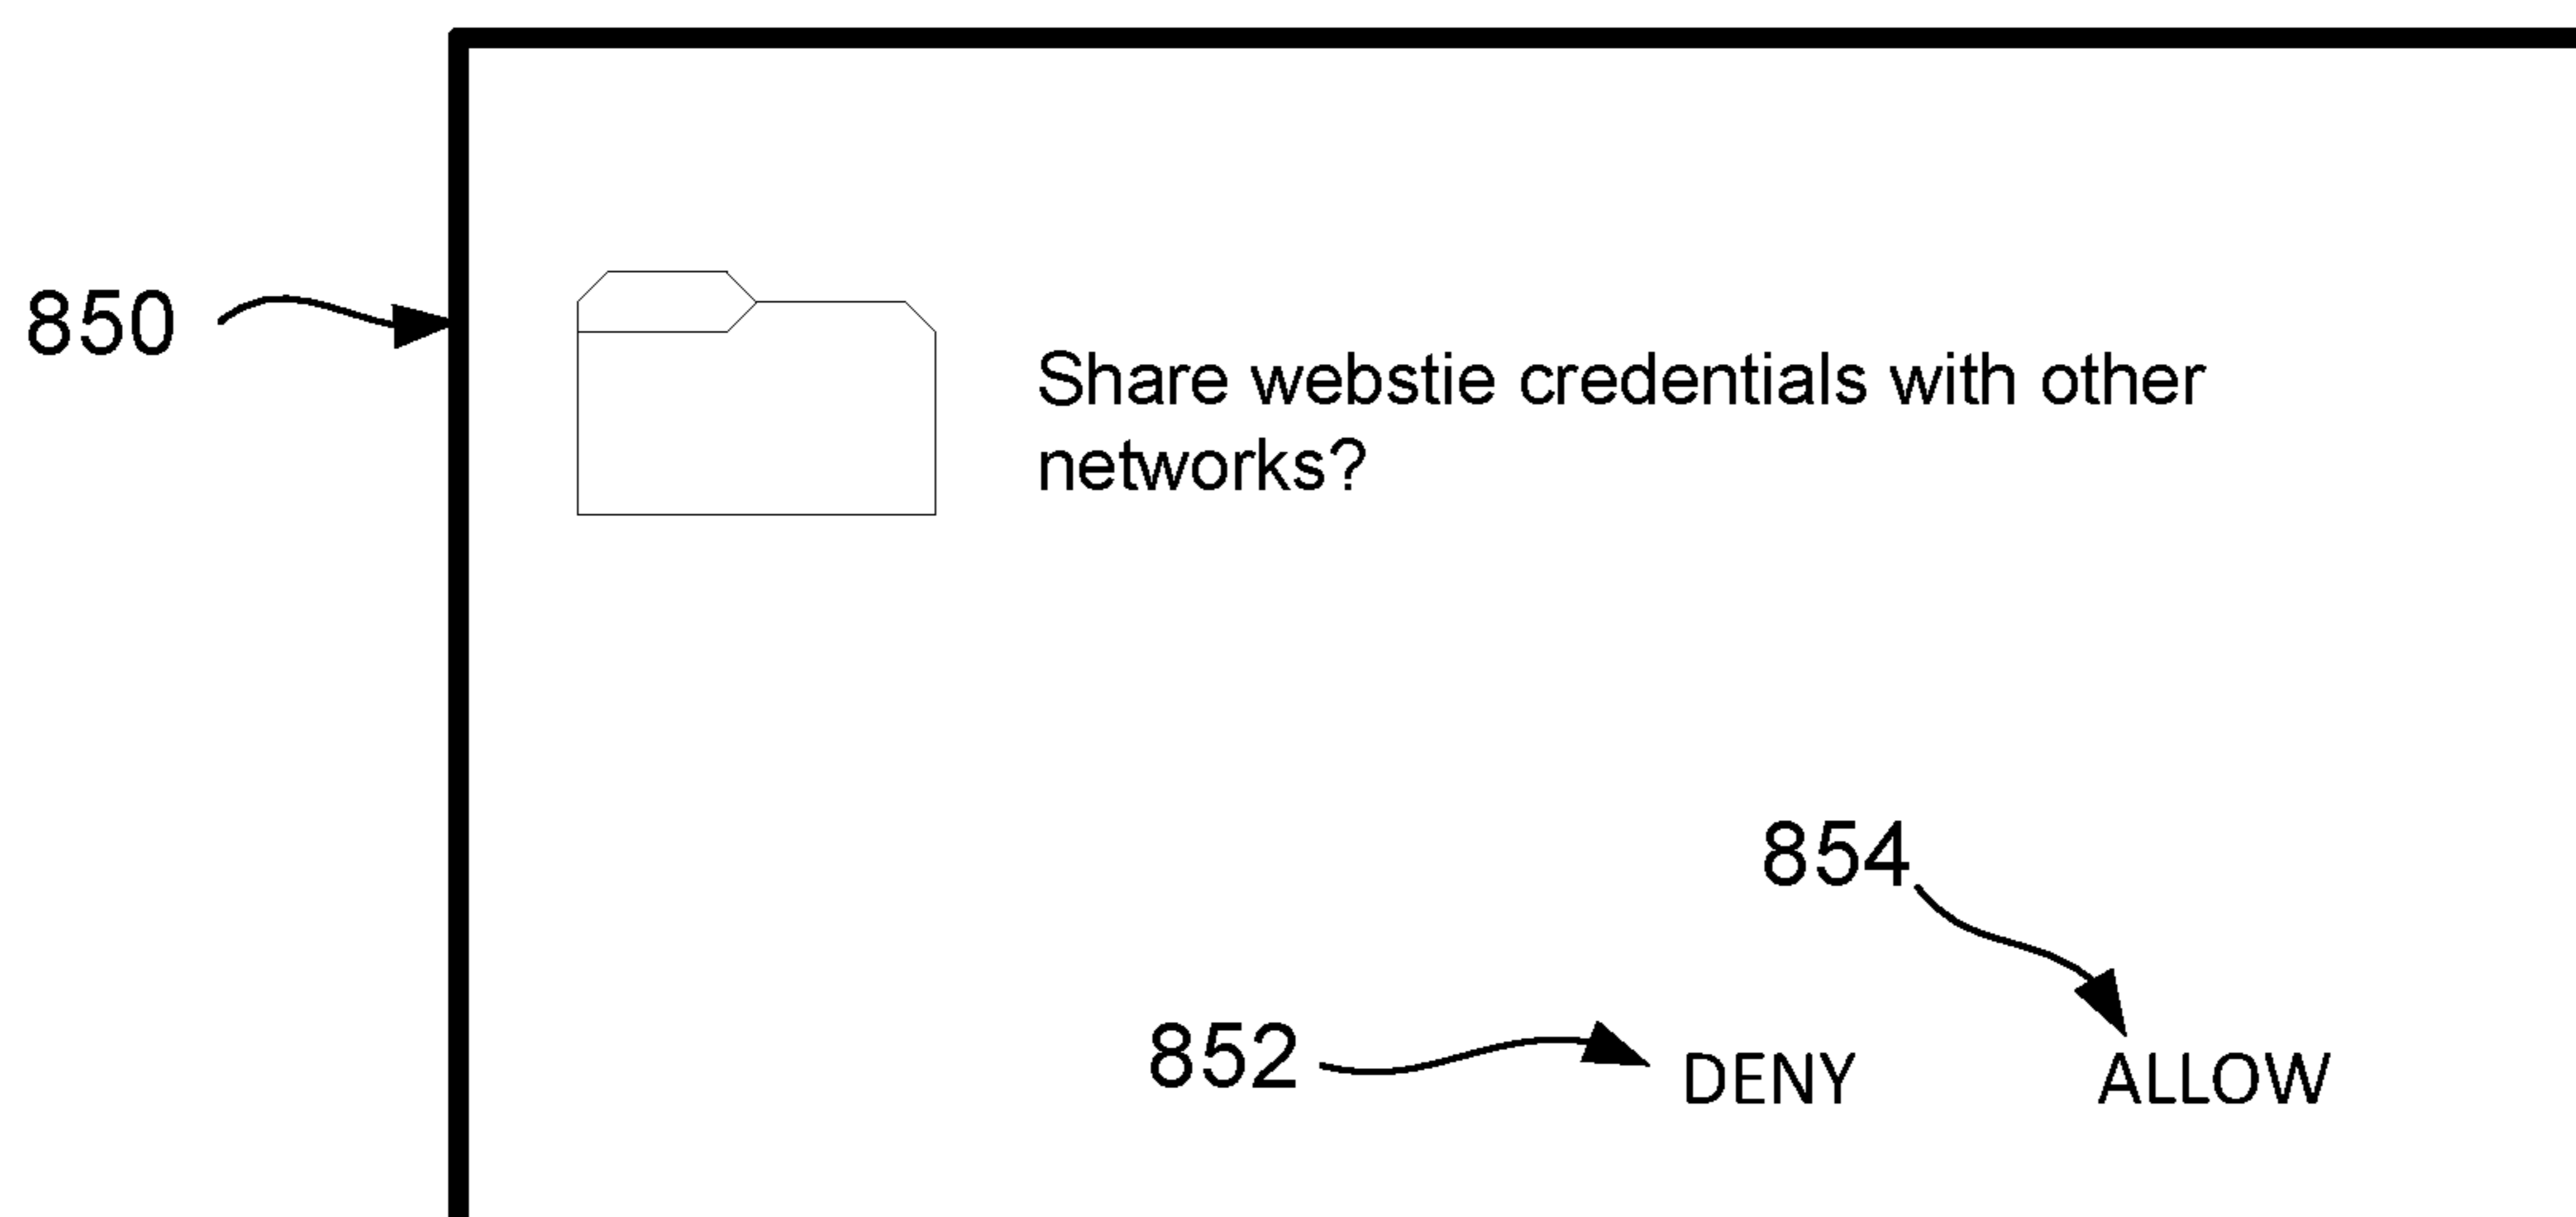 850
Share webstie credentials with other
networks?
854
852
DENY ALLOW